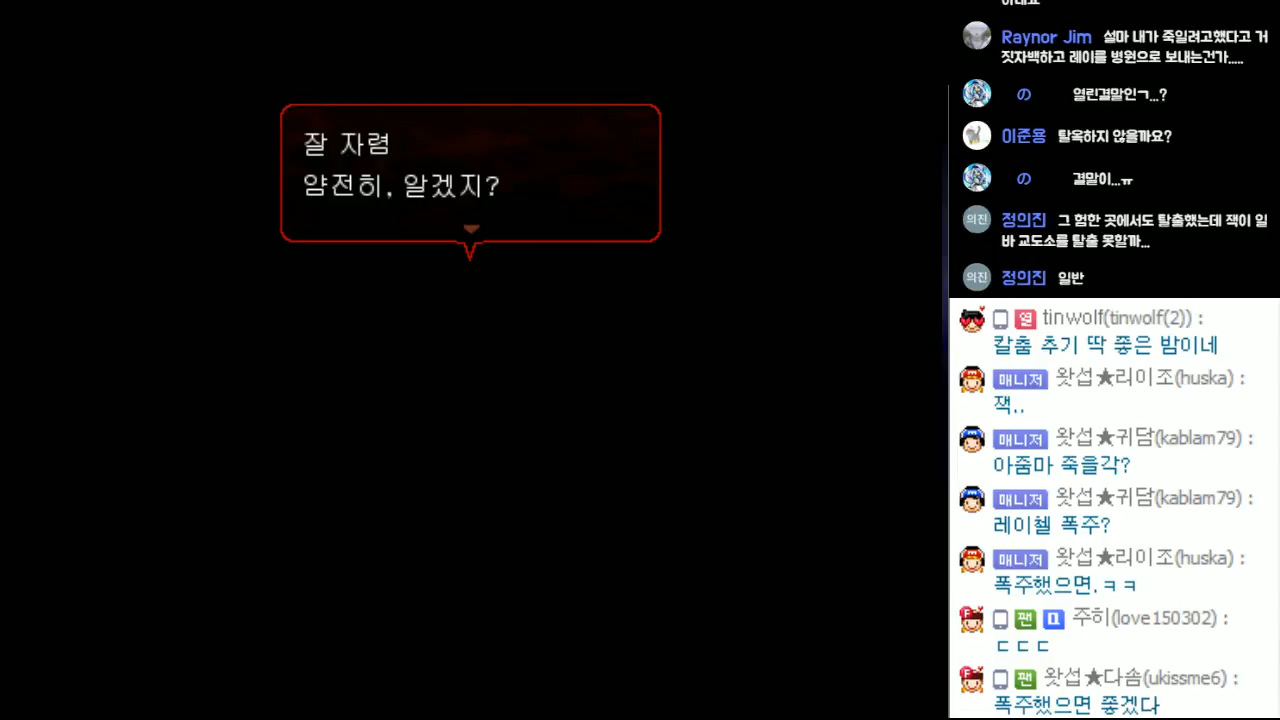 잘 자렴
얌전히, 알겠지?
Raynor Jim 설마 내가 죽일려고했다고 거
짓자백하고 레이를 병원으로 보내는건가.....
の 열린결말인ㄱ...?
이준용 탈옥하지 않을까요?
の 결말이...ㅠ
의진 정의진 그 험한 곳에서도 탈출했는데 잭이 일
바 교도소를 탈출 못할까...
의진 정의진 일반
열 tinwolf(tinwolf(2)) :
칼춤 추기 딱 좋은 밤이네
매니저 왓섭★리이조(huska) :
잭..
매니저 왓섭★귀담(kablam79) :
아줌마 죽을각?
매니저 왓섭★귀담(kablam79) :
레이첼 폭주?
매니저 왓섭★리이조(huska) :
폭주했으면.ㅋㅋ
팬 주히(love150302) :
ㄷㄷㄷ
팬 왓섭★다솜(ukissme6) :
폭주했으면 좋겠다